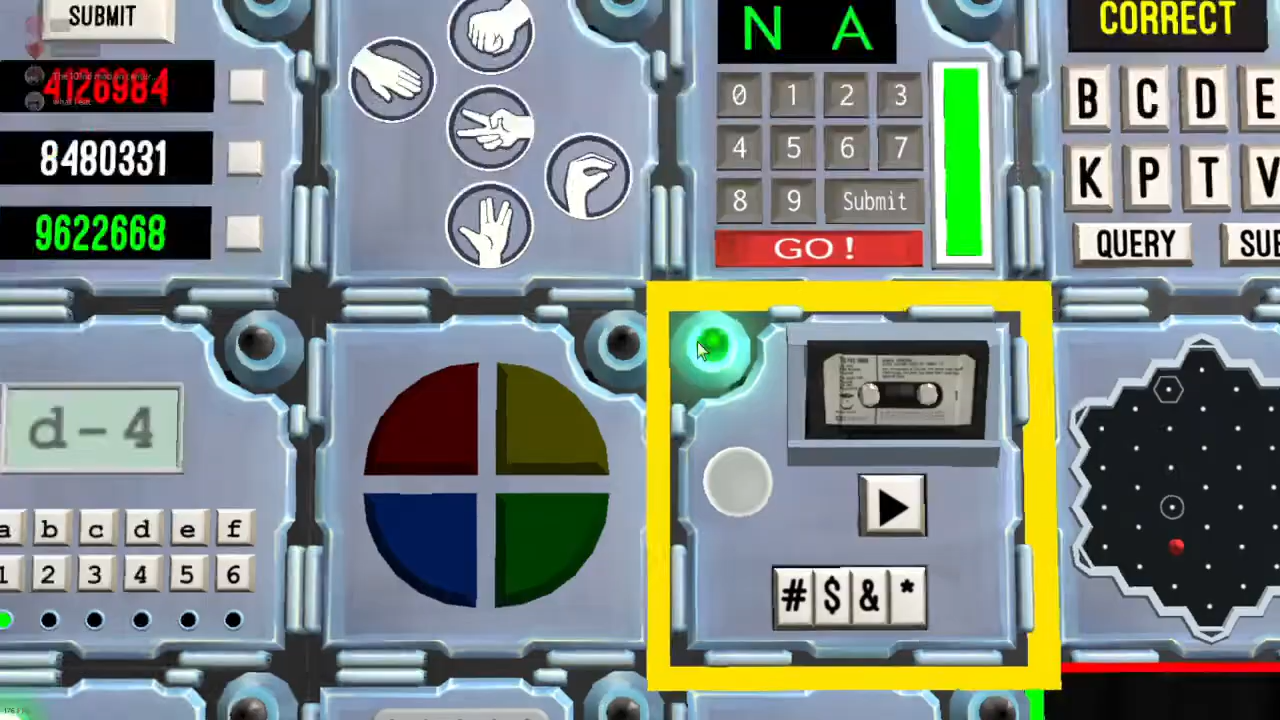 SUBMIT
4126984
8480331
9622668
N A
0 1 2 3
4 5 6 7
8 9 Submit
GO!
CORRECT
B C D E
K P T V
QUERY SUB
d-4
a b c d e f
1 2 3 4 5 6
# $ & *